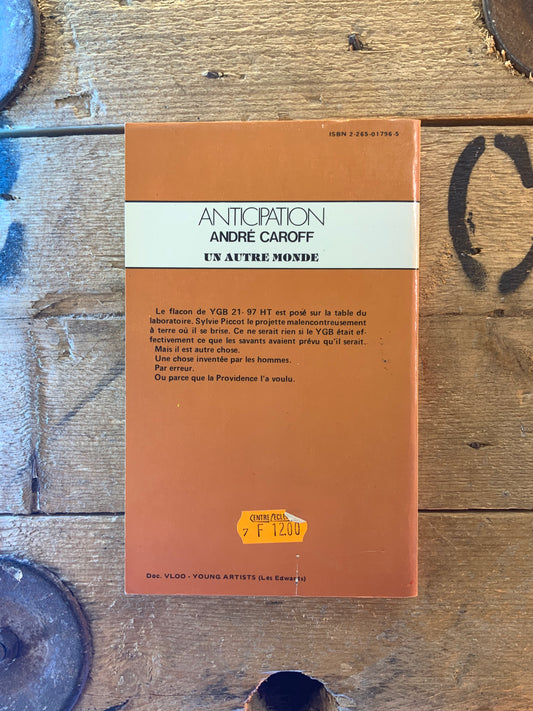 ISBN 2-265-01796-5
ANTICIPATION
ANDRÉ CAROFF
UN AUTRE MONDE
Le flacon de YGB 21- 97 HT est posé sur la table du
laboratoire. Sylvie Piccot le projette malencontreusement
à terre où il se brise. Ce ne serait rien si le YGB était ef-
fectivement ce que les savants avaient prévu qu'il serait.
Mais il est autre chose.
Une chose inventée par les hommes.
Par erreur.
Ou parce que la Providence l'a voulu.
7 F 12.00
Doc. VLOO - YOUNG ARTISTS (Les Edwards)